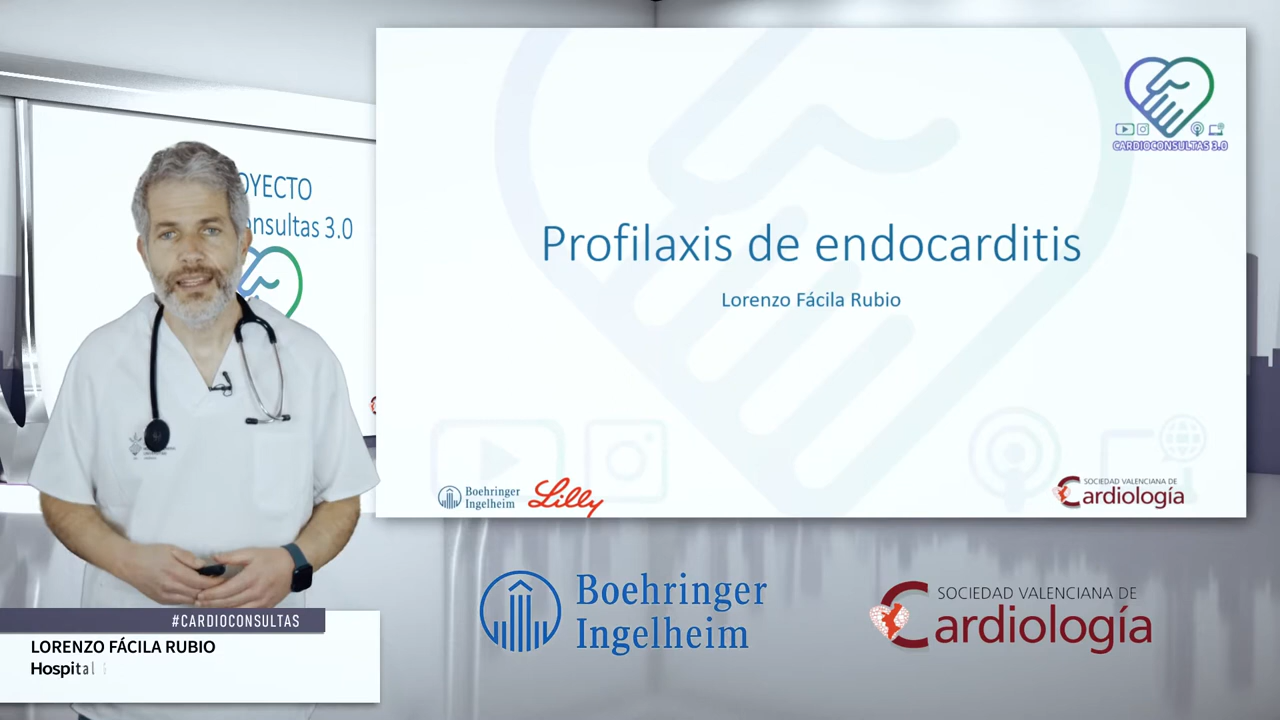 OYECTO
onsultas 3.0
CARDIOCONSULTAS 3.0
Profilaxis de endocarditis
Lorenzo Fácila Rubio
Boehringer
Ingelheim
Lilly
SOCIEDAD VALENCIANA DE
Cardiología
Boehringer
Ingelheim
SOCIEDAD VALENCIANA DE
Cardiología
#CARDIOCONSULTAS
LORENZO FÁCILA RUBIO
Hospital